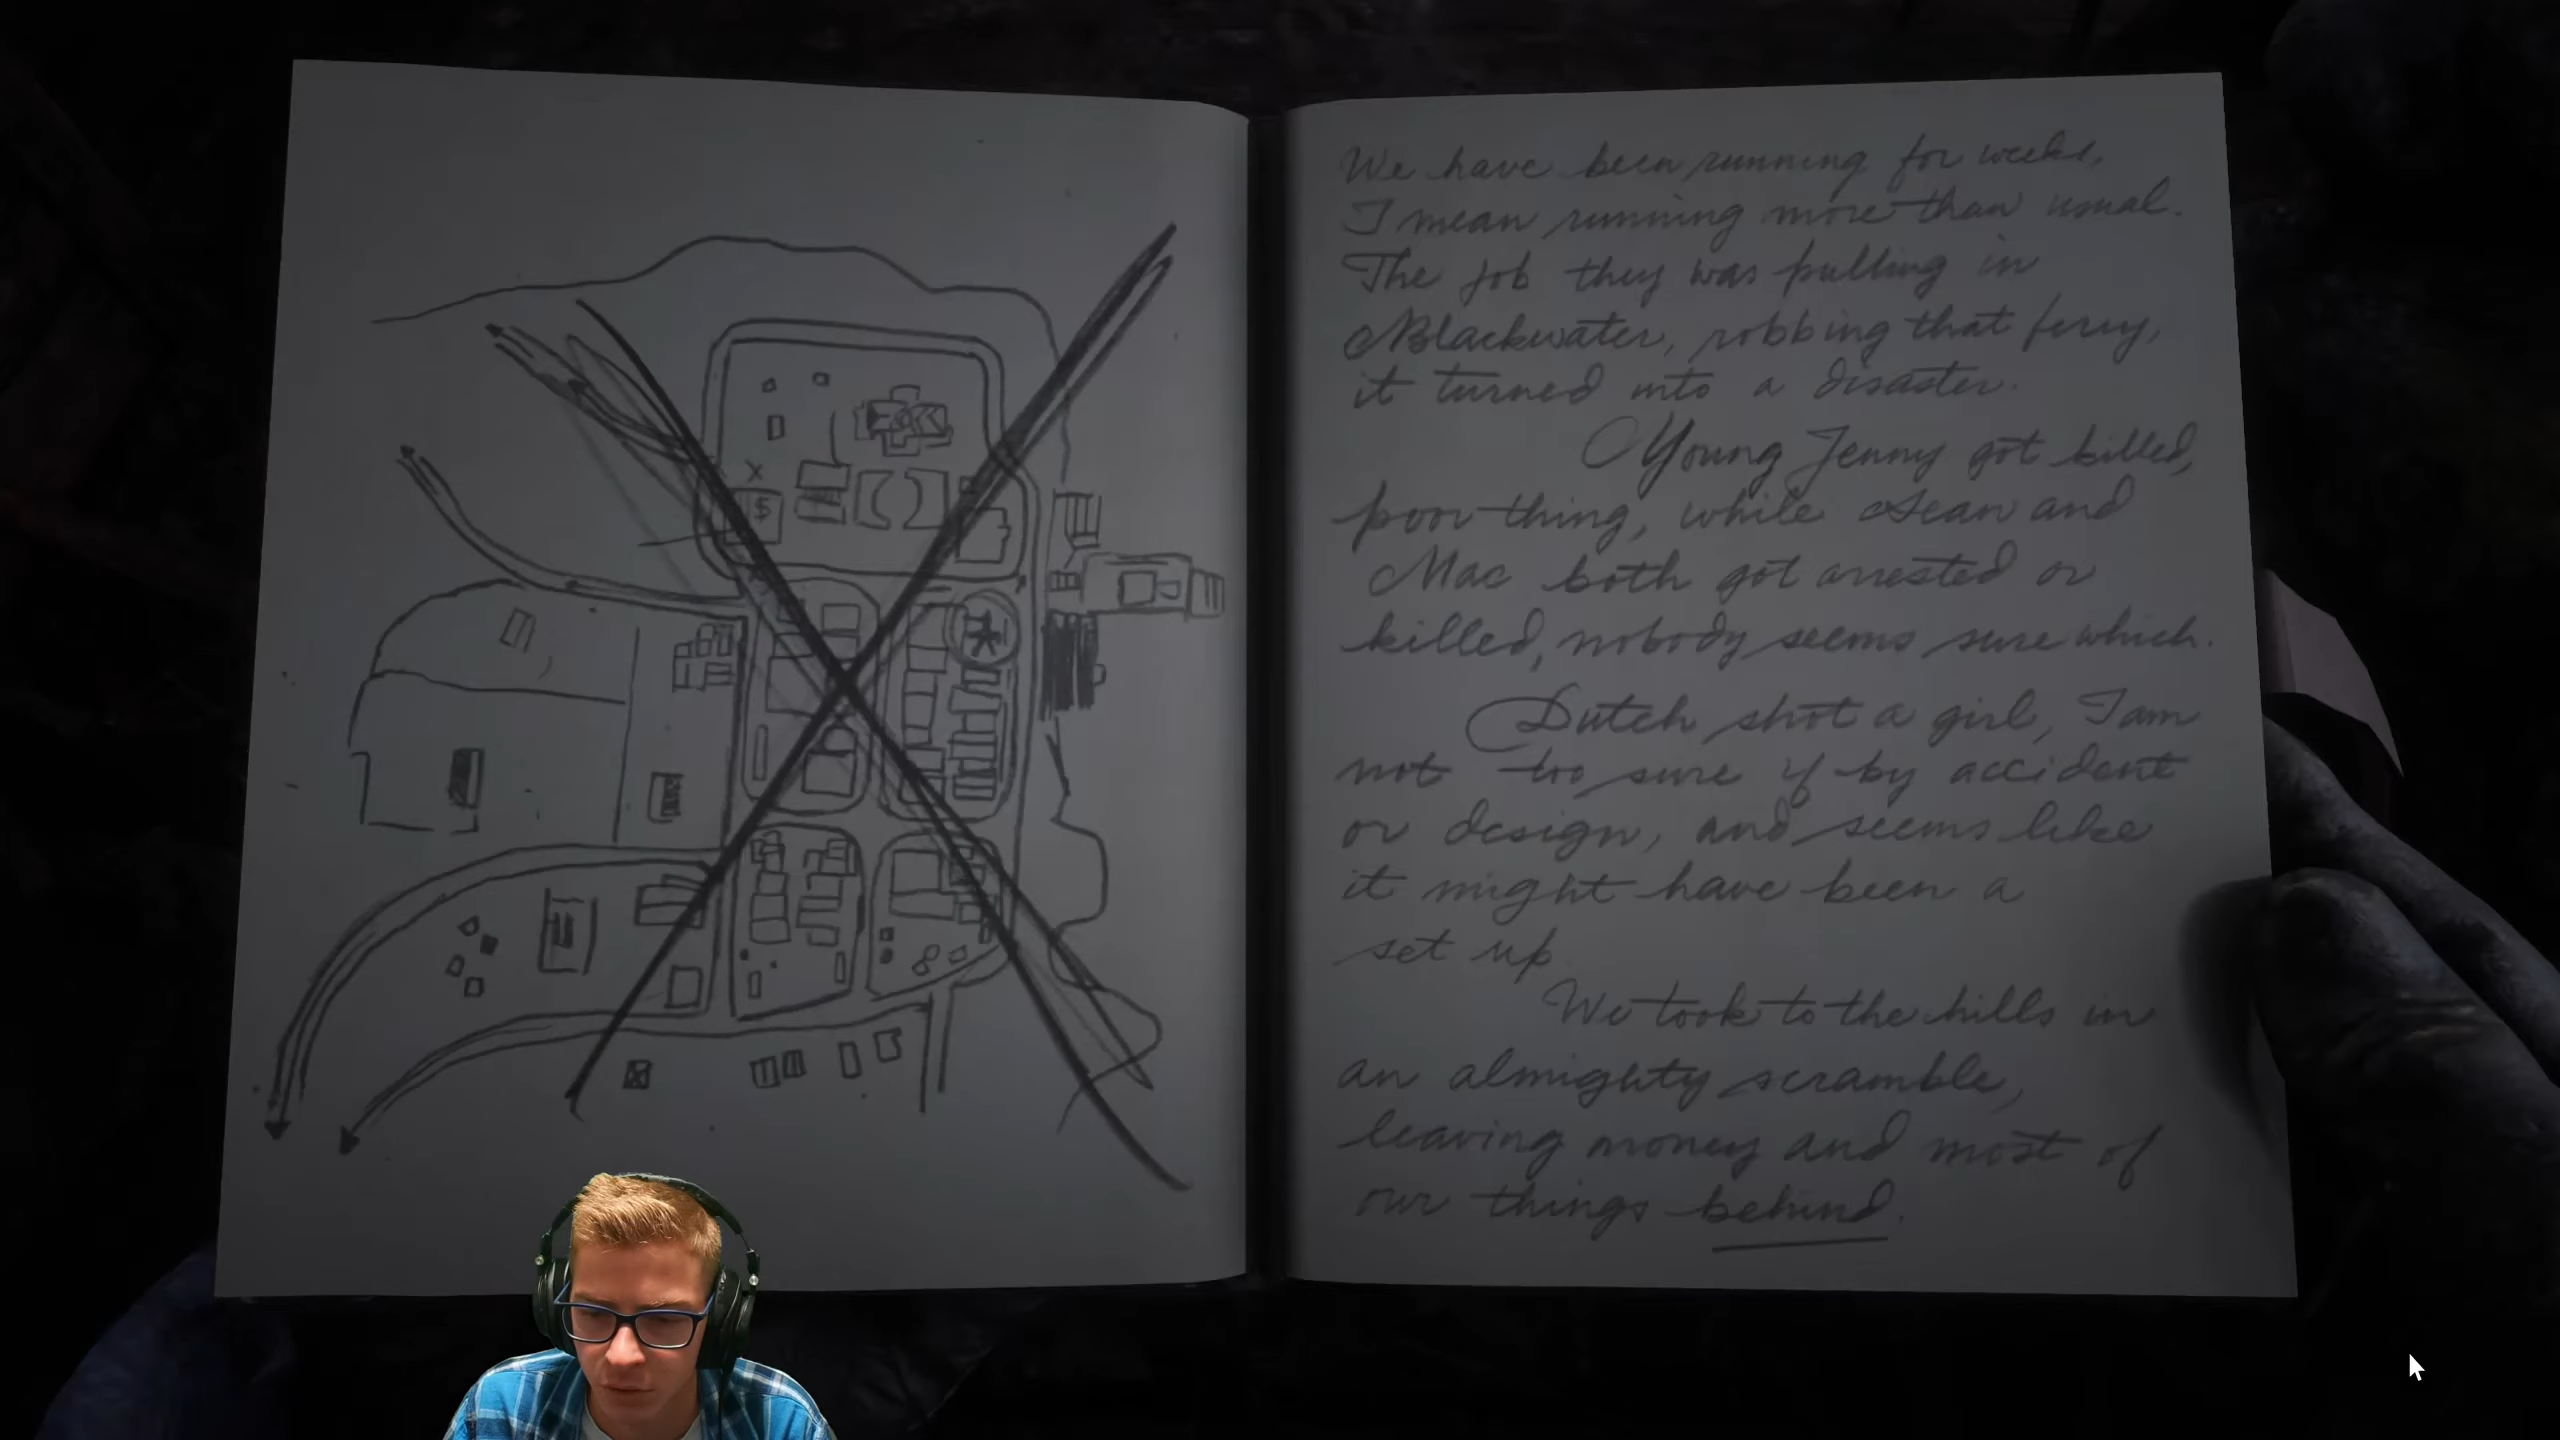 X
$
We have been running for weeks,
I mean running more than usual.
The job they was pulling in
Blackwater, robbing that ferry,
it turned into a disaster.
Young Jenny got killed,
poor thing, while Sean and
Mac both got arrested or
killed, nobody seems sure which.
Dutch shot a girl, I am
not too sure if by accident
or design, and seems like
it might have been a
set up
We took to the hills in
an almighty scramble,
leaving money and most of
our things behind.